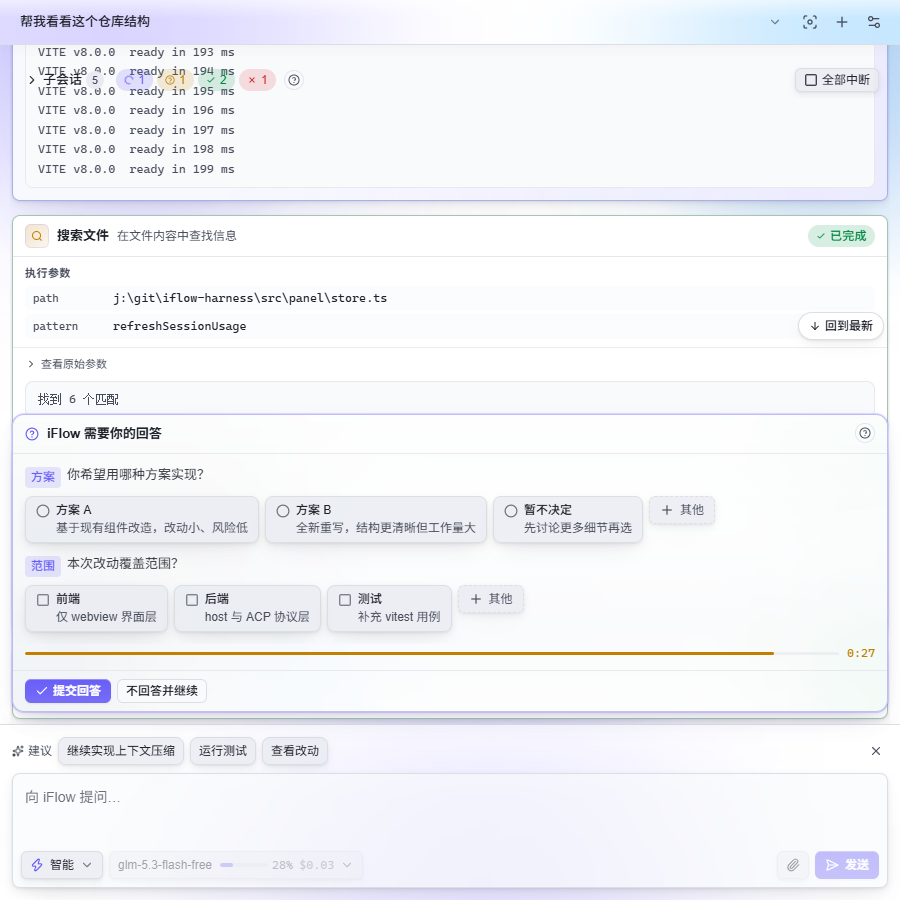 帮我看看这个仓库结构
VITE v8.0.0  ready in 193 ms
VITE v8.0.0  ready in 194 ms
子会话 5 1 1 2 1
全部中断
VITE v8.0.0  ready in 195 ms
VITE v8.0.0  ready in 196 ms
VITE v8.0.0  ready in 197 ms
VITE v8.0.0  ready in 198 ms
VITE v8.0.0  ready in 199 ms
搜索文件 在文件内容中查找信息
已完成
执行参数
path j:\git\iflow-harness\src\panel\store.ts
pattern refreshSessionUsage
回到最新
查看原始参数
找到 6 个匹配
iFlow 需要你的回答
方案 你希望用哪种方案实现?
方案 A
基于现有组件改造，改动小、风险低
方案 B
全新重写，结构更清晰但工作量大
暂不决定
先讨论更多细节再选
其他
范围 本次改动覆盖范围?
前端
仅 webview 界面层
后端
host 与 ACP 协议层
测试
补充 vitest 用例
其他
0:27
提交回答 不回答并继续
建议 继续实现上下文压缩 运行测试 查看改动
向 iFlow 提问…
智能 glm-5.3-flash-free 28% $0.03 发送